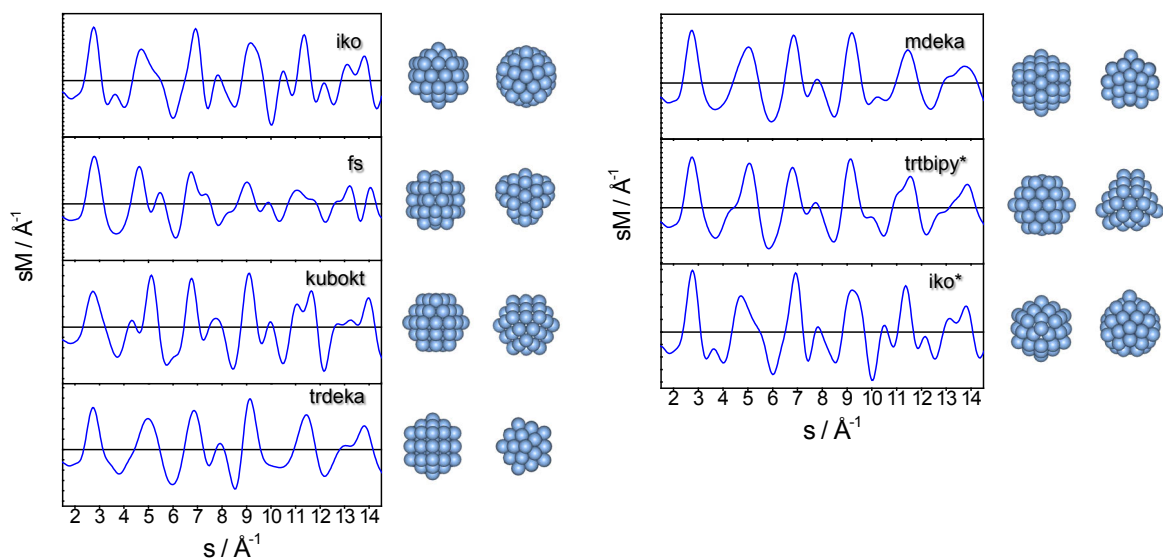 iko
fs
kubokt
trdeka
sM / Å⁻¹
2 3 4 5 6 7 8 9 10 11 12 13 14
s / Å⁻¹
mdeka
trtbipy*
iko*
sM / Å⁻¹
2 3 4 5 6 7 8 9 10 11 12 13 14
s / Å⁻¹